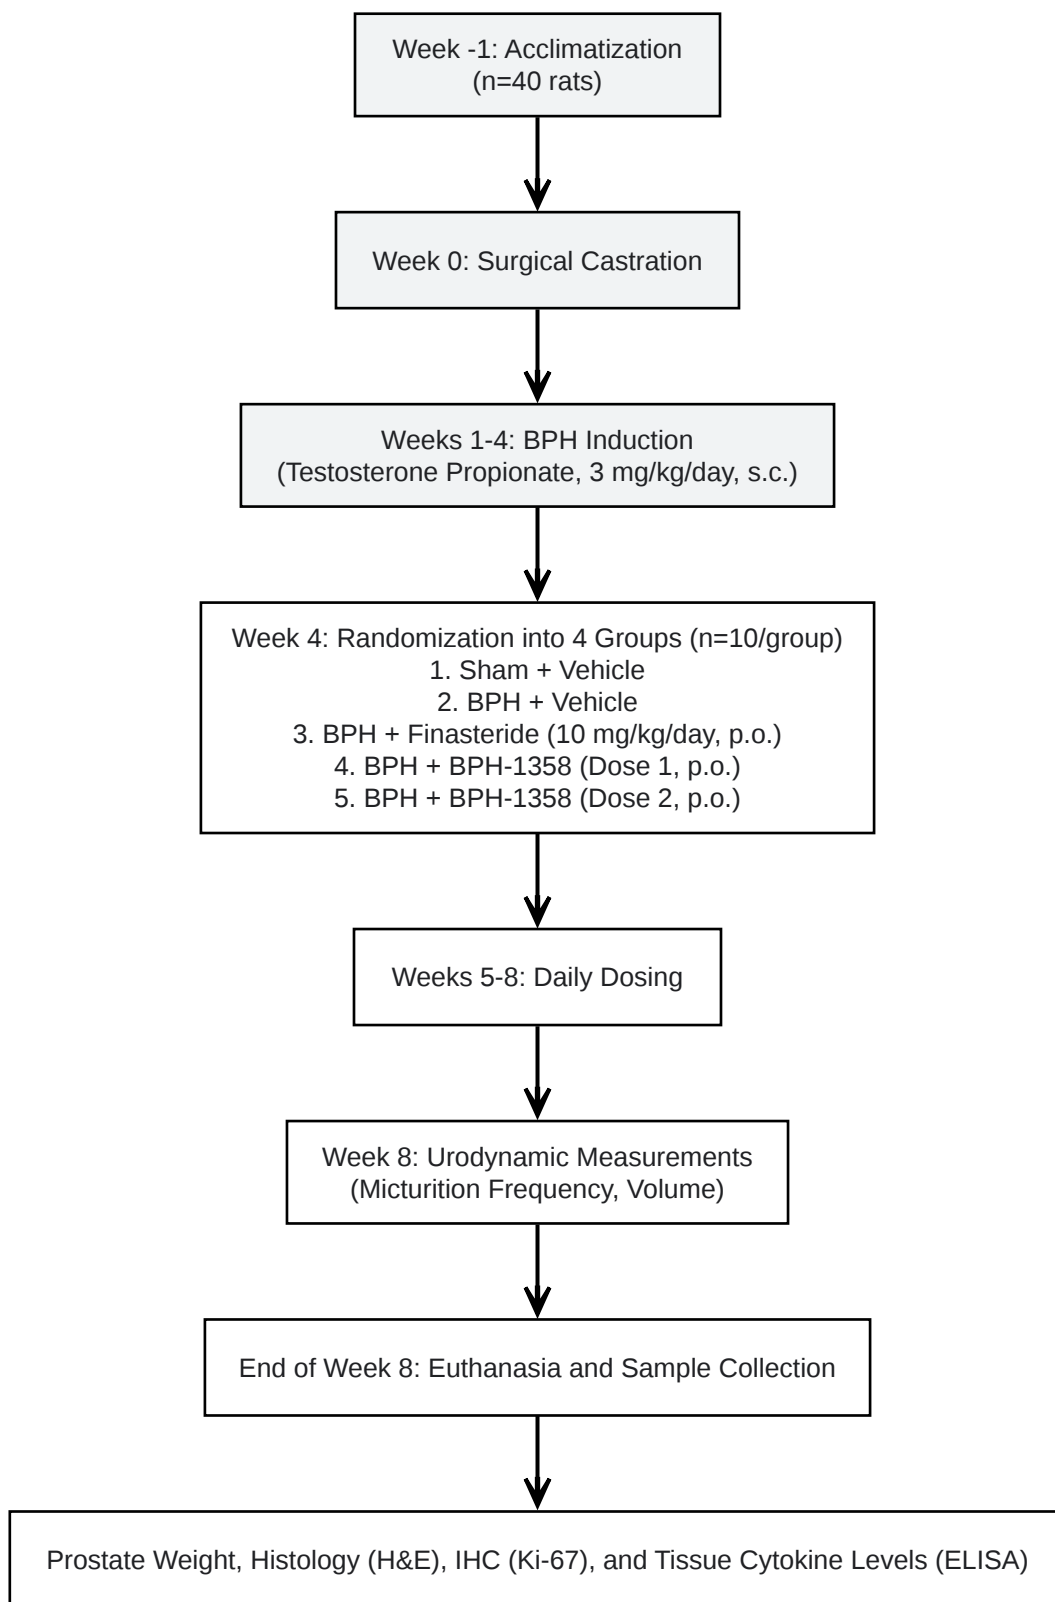 Week -1: Acclimatization
(n=40 rats)
Week 0: Surgical Castration
Weeks 1-4: BPH Induction
(Testosterone Propionate, 3 mg/kg/day, s.c.)
Week 4: Randomization into 4 Groups (n=10/group)
1. Sham + Vehicle
2. BPH + Vehicle
3. BPH + Finasteride (10 mg/kg/day, p.o.)
4. BPH + BPH-1358 (Dose 1, p.o.)
5. BPH + BPH-1358 (Dose 2, p.o.)
Weeks 5-8: Daily Dosing
Week 8: Urodynamic Measurements
(Micturition Frequency, Volume)
End of Week 8: Euthanasia and Sample Collection
Prostate Weight, Histology (H&E), IHC (Ki-67), and Tissue Cytokine Levels (ELISA)